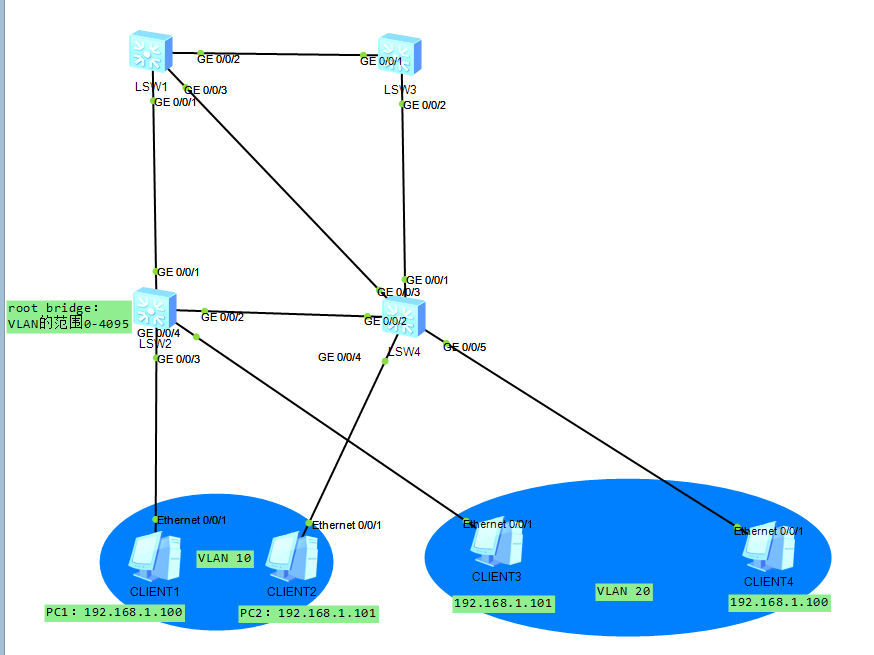 GE 0/0/2
GE 0/0/1
LSW1
GE 0/0/3
LSW3
GE 0/0/1
GE 0/0/2
GE 0/0/1
GE 0/0/1
GE 0/0/3
root bridge：
VLAN的范围0-4095
GE 0/0/2
GE 0/0/2
GE 0/0/4
LSW2
GE 0/0/3
GE 0/0/4
LSW4
GE 0/0/5
Ethernet 0/0/1
Ethernet 0/0/1
Ethernet 0/0/1
Ethernet 0/0/1
VLAN 10
CLIENT1
CLIENT2
CLIENT3
CLIENT4
VLAN 20
PC1：192.168.1.100
PC2：192.168.1.101
192.168.1.101
192.168.1.100